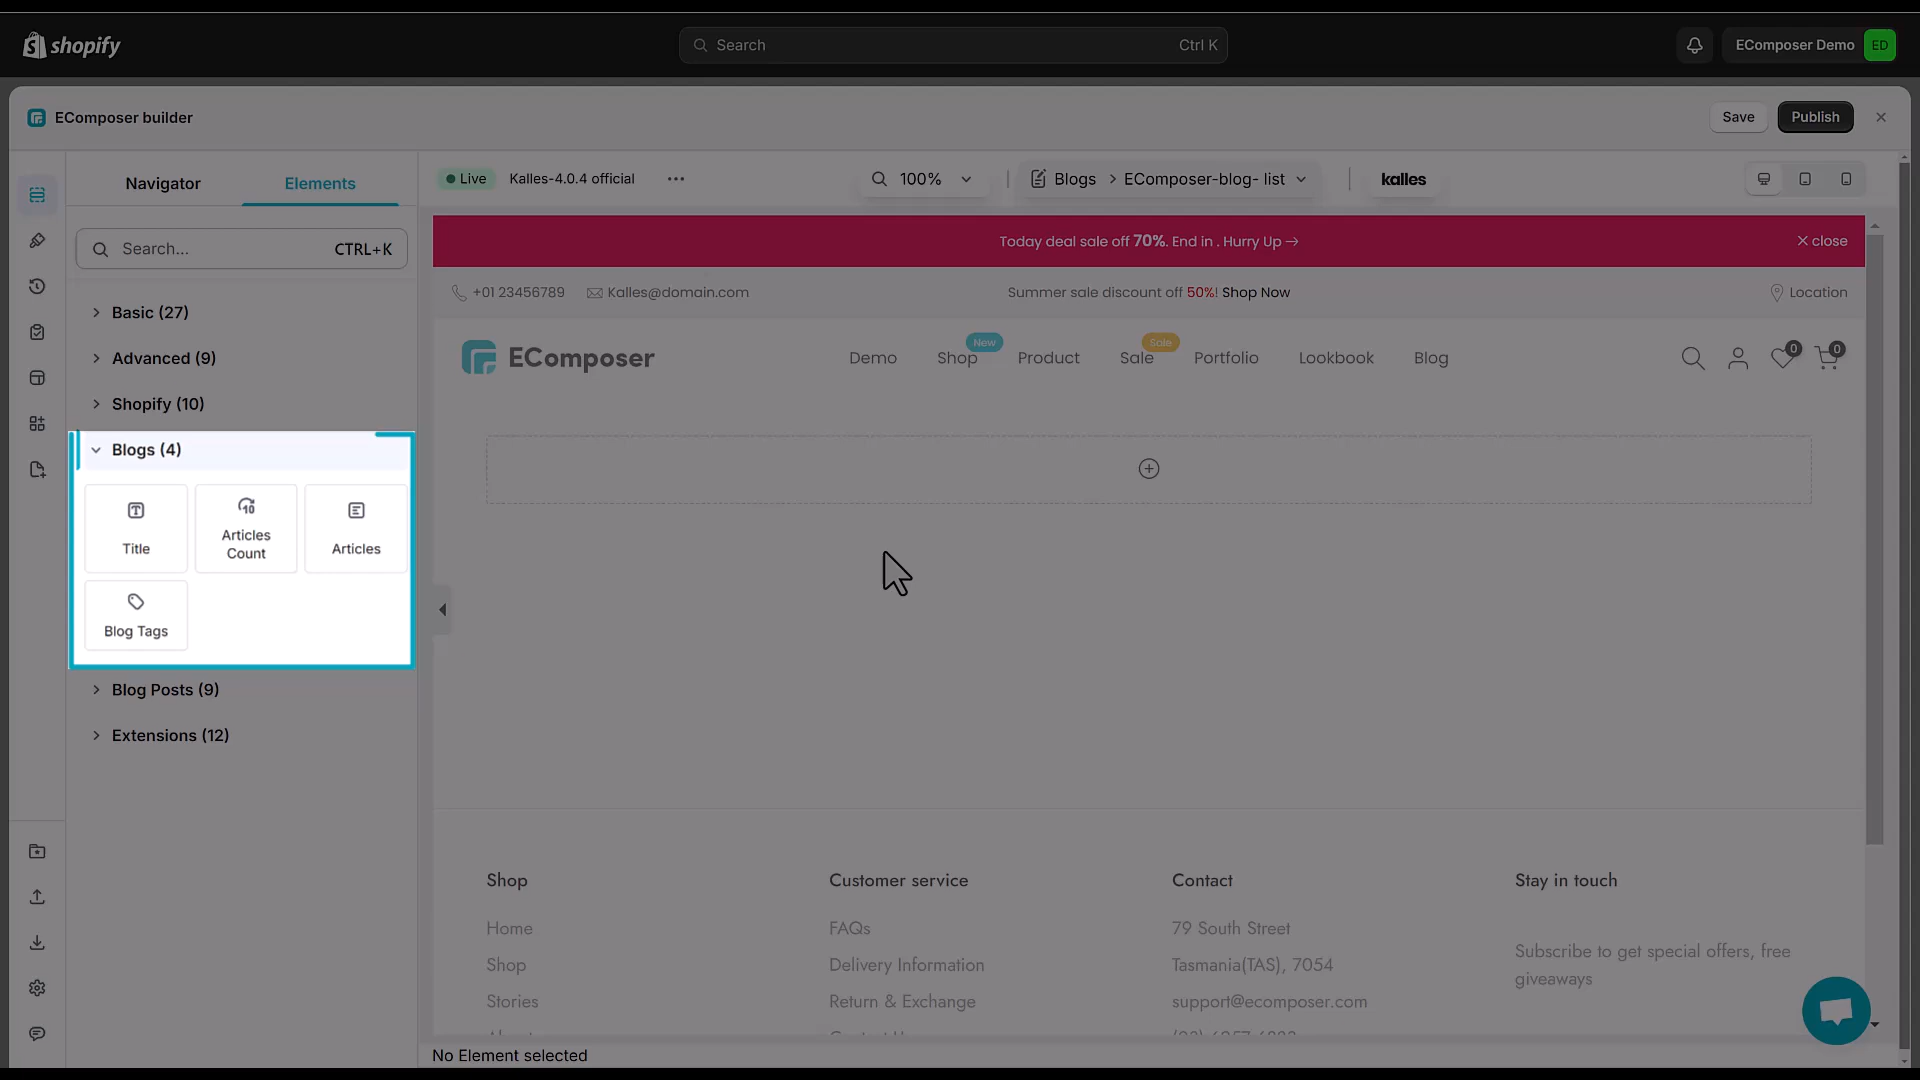 shopify
Search
Ctrl K
EComposer Demo
ED
EComposer builder
Save
Publish
Navigator
Elements
Live
Kalles-4.0.4 official
100%
Blogs > EComposer-blog- list
kalles
Search...
CTRL+K
Today deal sale off 70%. End in . Hurry Up →
close
+01 23456789
Kalles@domain.com
Summer sale discount off 50%! Shop Now
Location
Basic (27)
Advanced (9)
Shopify (10)
Blogs (4)
Title
Articles
Count
Articles
Blog Tags
Blog Posts (9)
Extensions (12)
EComposer
Demo
Shop
New
Product
Sale
Sale
Portfolio
Lookbook
Blog
0
0
Shop
Home
Shop
Stories
Customer service
FAQs
Delivery Information
Return & Exchange
Contact
79 South Street
Tasmania(TAS), 7054
support@ecomposer.com
Stay in touch
Subscribe to get special offers, free
giveaways
No Element selected